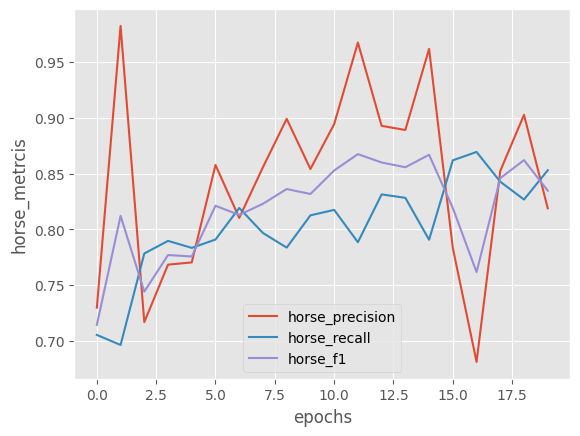 0.95
0.90
0.85
0.80
0.75
0.70
horse_metrcis
horse_precision
horse_recall
horse_f1
0.0 2.5 5.0 7.5 10.0 12.5 15.0 17.5
epochs